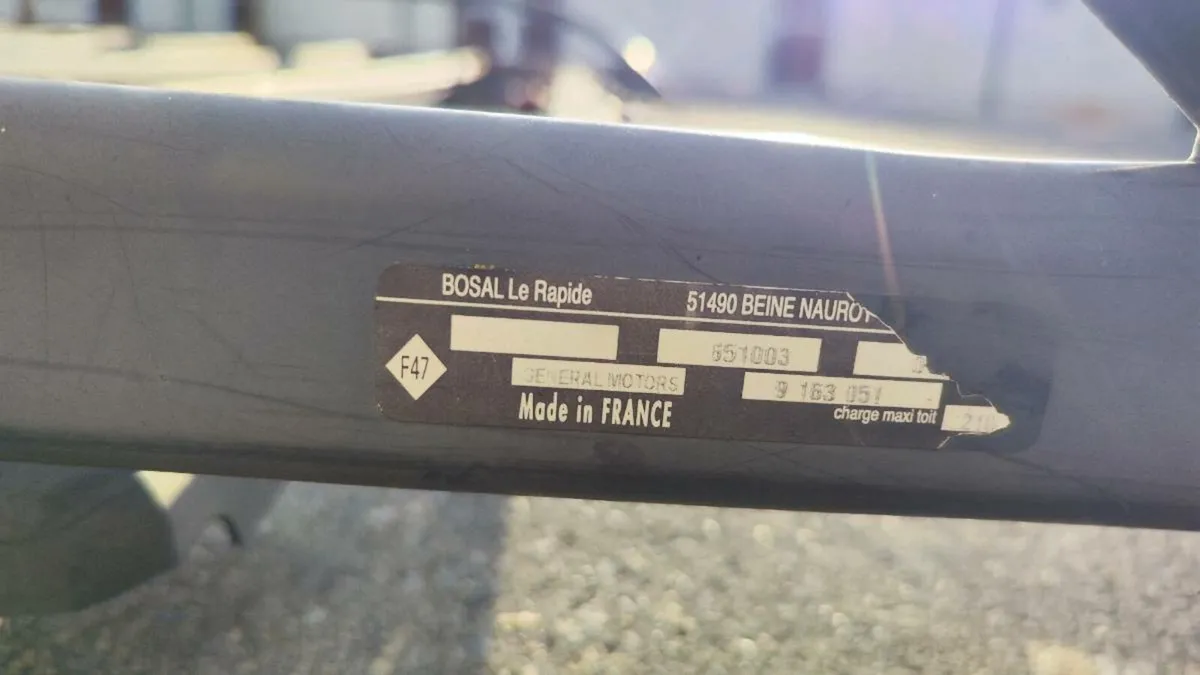 BOSAL Le Rapide 51490 BEINE NAUROY
651003
F47 GENERAL MOTORS 9 163 051
Made in FRANCE charge maxi toit